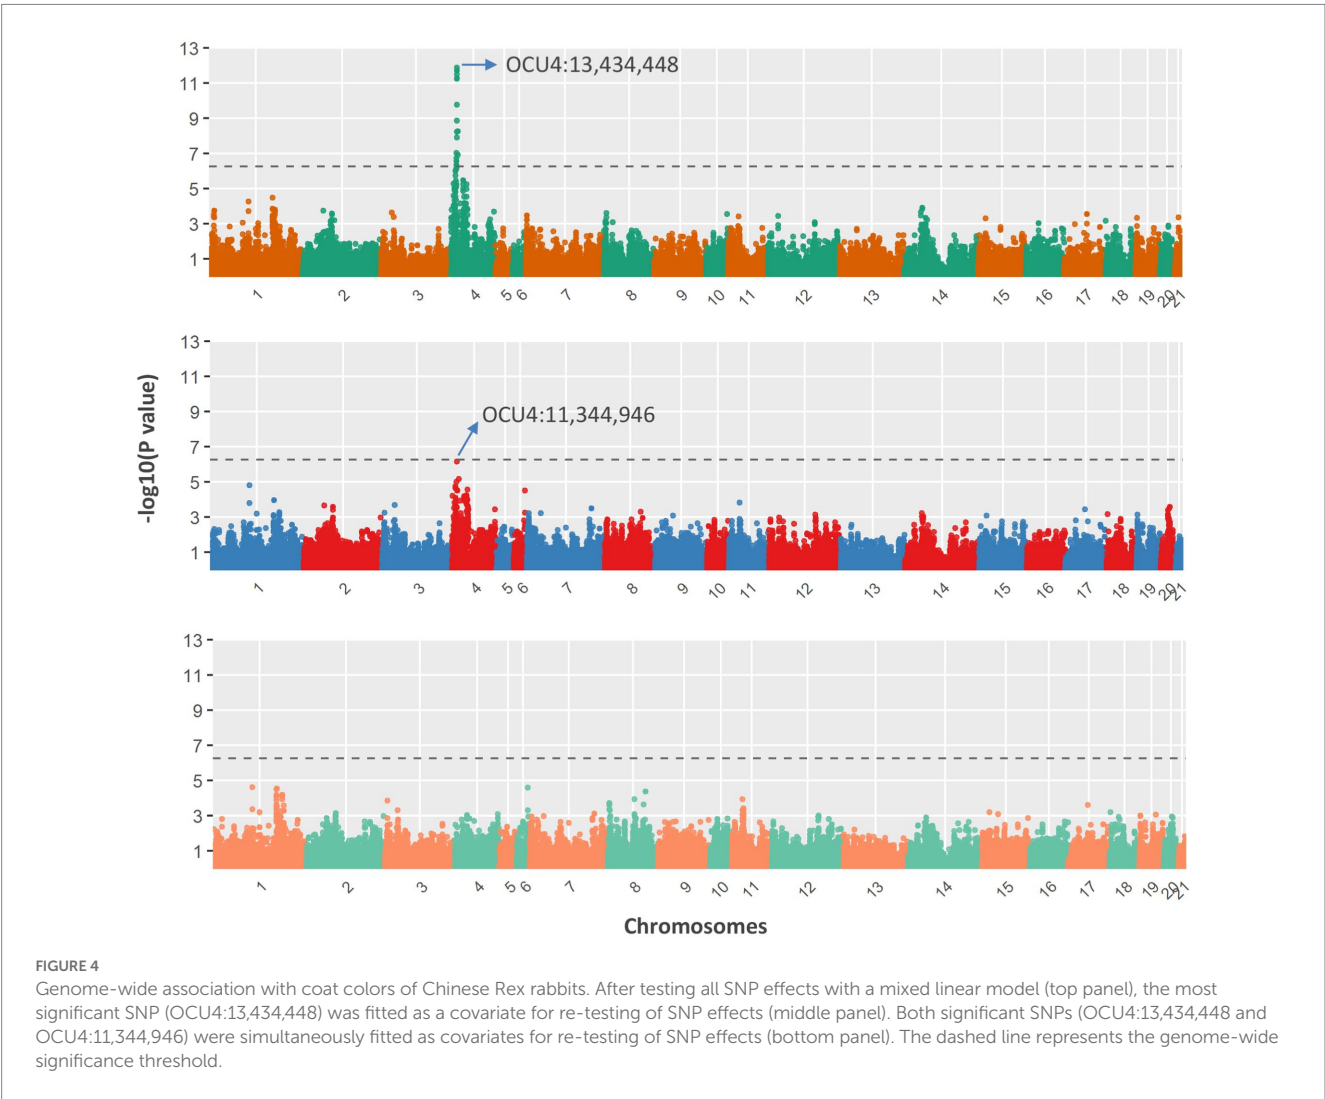 13
11
9
7
5
3
1
OCU4:13,434,448
1 2 3 4 5 6 7 8 9 10 11 12 13 14 15 16 17 18 19 20 21
-log10(P value)
13
11
9
7
5
3
1
OCU4:11,344,946
1 2 3 4 5 6 7 8 9 10 11 12 13 14 15 16 17 18 19 20 21
13
11
9
7
5
3
1
1 2 3 4 5 6 7 8 9 10 11 12 13 14 15 16 17 18 19 20 21
Chromosomes
FIGURE 4
Genome-wide association with coat colors of Chinese Rex rabbits. After testing all SNP effects with a mixed linear model (top panel), the most
significant SNP (OCU4:13,434,448) was fitted as a covariate for re-testing of SNP effects (middle panel). Both significant SNPs (OCU4:13,434,448 and
OCU4:11,344,946) were simultaneously fitted as covariates for re-testing of SNP effects (bottom panel). The dashed line represents the genome-wide
significance threshold.